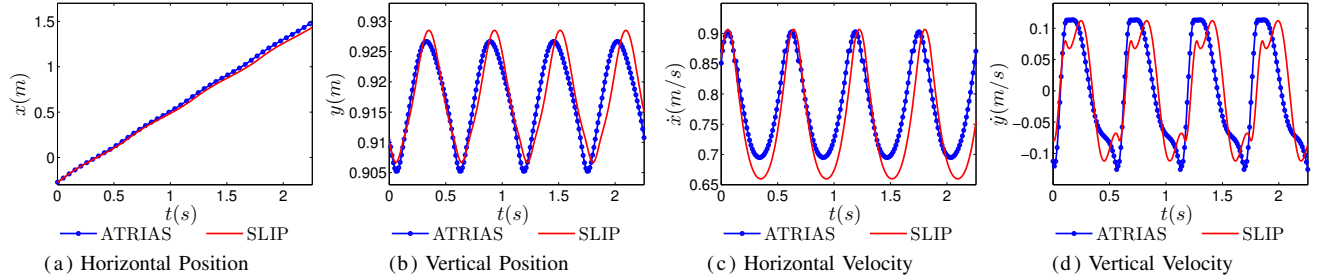 1.5
1
0.5
0
x(m)
0 0.5 1 1.5 2
t(s)
ATRIAS SLIP
(a) Horizontal Position
0.93
0.925
0.92
0.915
0.91
0.905
y(m)
0 0.5 1 1.5 2
t(s)
ATRIAS SLIP
(b) Vertical Position
0.9
0.85
0.8
0.75
0.7
0.65
ẋ(m/s)
0 0.5 1 1.5 2
t(s)
ATRIAS SLIP
(c) Horizontal Velocity
0.1
0.05
0
−0.05
−0.1
ẏ(m/s)
0 0.5 1 1.5 2
t(s)
ATRIAS SLIP
(d) Vertical Velocity